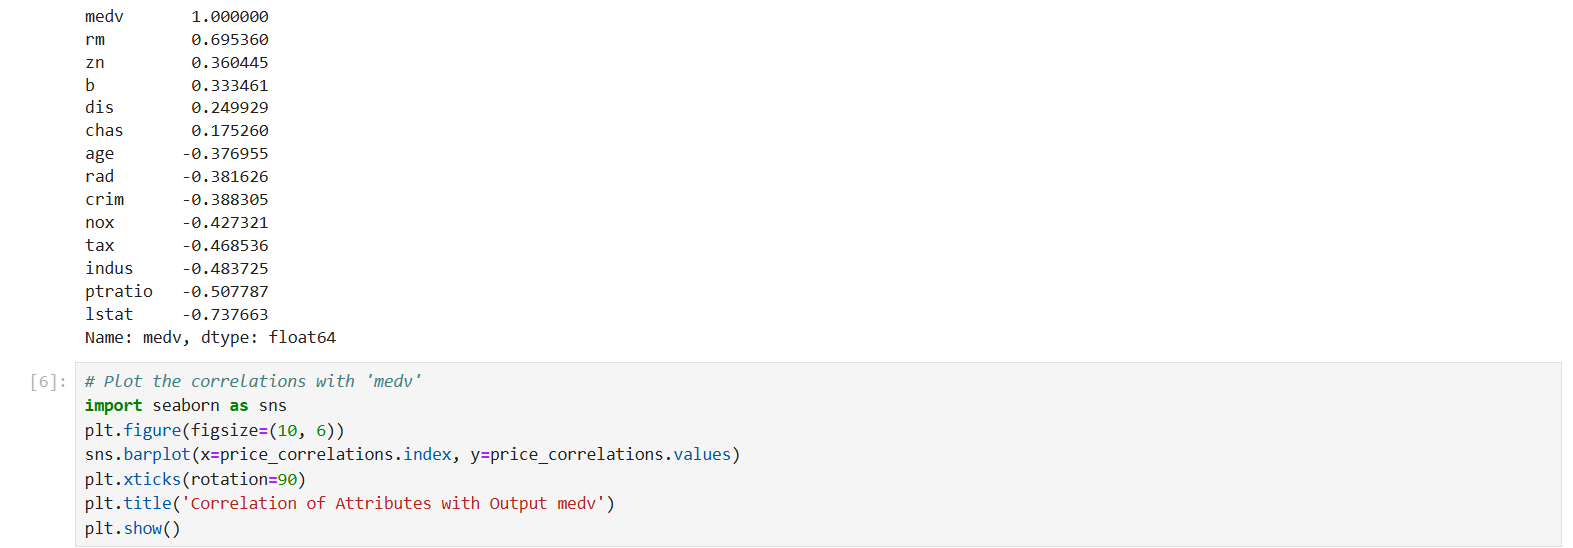 medv       1.000000
rm         0.695360
zn         0.360445
b          0.333461
dis        0.249929
chas       0.175260
age       -0.376955
rad       -0.381626
crim      -0.388305
nox       -0.427321
tax       -0.468536
indus     -0.483725
ptratio   -0.507787
lstat     -0.737663
Name: medv, dtype: float64
[6]: # Plot the correlations with 'medv'
import seaborn as sns
plt.figure(figsize=(10, 6))
sns.barplot(x=price_correlations.index, y=price_correlations.values)
plt.xticks(rotation=90)
plt.title('Correlation of Attributes with Output medv')
plt.show()